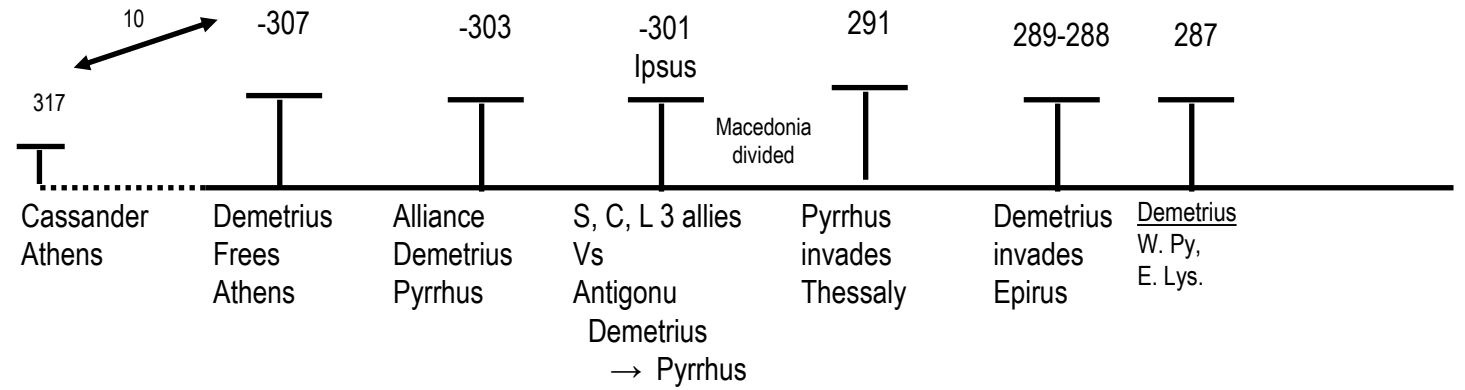 10
-307
-303
-301
Ipsus
291
289-288
287
317
Macedonia
divided
Cassander
Athens
Demetrius
Frees
Athens
Alliance
Demetrius
Pyrrhus
S, C, L 3 allies
Vs
Antigonu
Demetrius
→ Pyrrhus
Pyrrhus
invades
Thessaly
Demetrius
invades
Epirus
Demetrius
W. Py,
E. Lys.